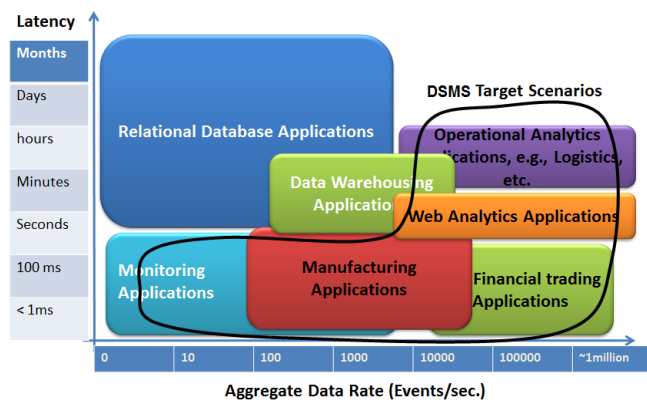 Latency
Months
Days
hours
Minutes
Seconds
100 ms
< 1ms
DSMS Target Scenarios
Relational Database Applications
Operational Analytics
plications, e.g., Logistics,
etc.
Data Warehousing
Application
Web Analytics Applications
Monitoring
Applications
Manufacturing
Applications
Financial trading
Applications
0
10
100
1000
10000
100000
~1million
Aggregate Data Rate (Events/sec.)